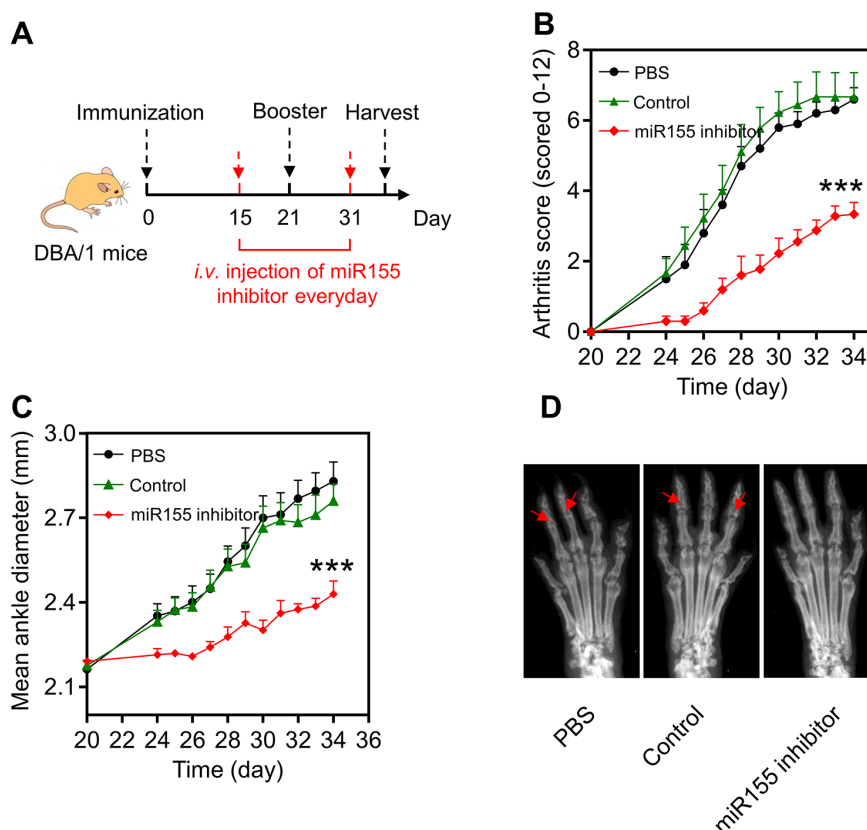 A
Immunization Booster Harvest
0 15 21 31 Day
DBA/1 mice
i.v. injection of miR155
inhibitor everyday
B
Arthritis score (scored 0-12)
8
6
4
2
0
PBS
Control
miR155 inhibitor
***
20 22 24 26 28 30 32 34
Time (day)
C
Mean ankle diameter (mm)
3.0
2.7
2.4
2.1
PBS
Control
miR155 inhibitor
***
20 22 24 26 28 30 32 34 36
Time (day)
D
PBS
Control
miR155 inhibitor